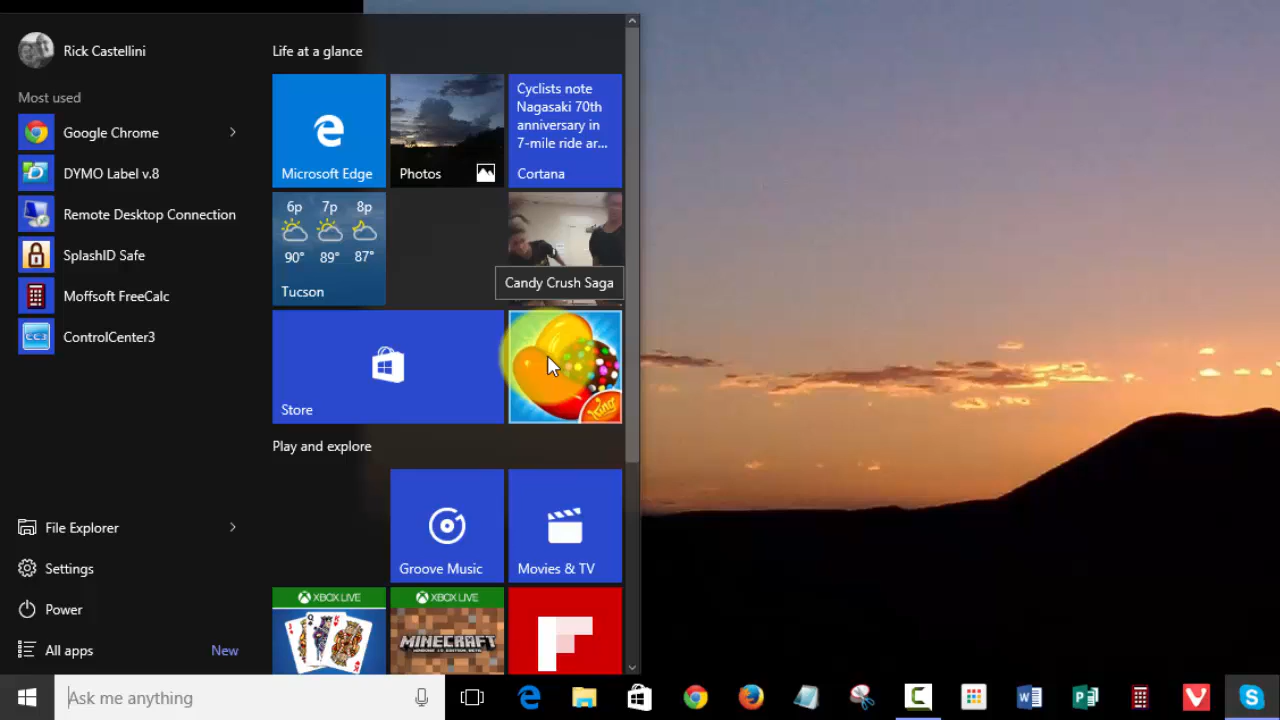 Rick Castellini
Life at a glance
Most used
Google Chrome
DYMO Label v.8
Remote Desktop Connection
SplashID Safe
Moffsoft FreeCalc
CC3
ControlCenter3
Microsoft Edge
Photos
Cyclists note
Nagasaki 70th
anniversary in
7-mile ride ar...
Cortana
6p 7p 8p
90° 89° 87°
Tucson
Candy Crush Saga
Store
King
Play and explore
Groove Music
Movies & TV
XBOX LIVE
XBOX LIVE
MINECRAFT
File Explorer
Settings
Power
All apps New
Ask me anything